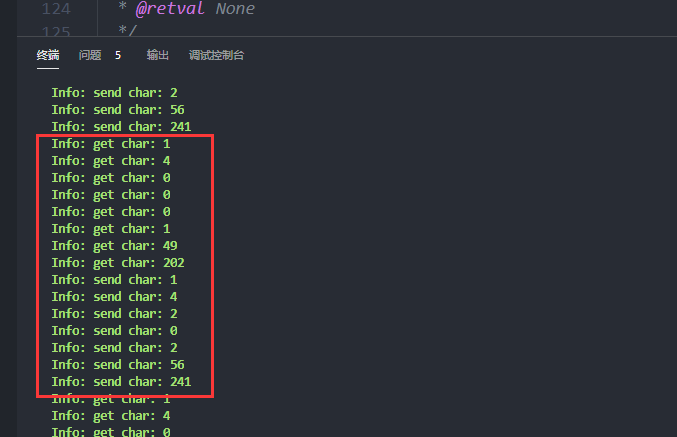 124 * @retval None
125 */
终端 问题 5 输出 调试控制台
Info: send char: 2
Info: send char: 56
Info: send char: 241
Info: get char: 1
Info: get char: 4
Info: get char: 0
Info: get char: 0
Info: get char: 0
Info: get char: 1
Info: get char: 49
Info: get char: 202
Info: send char: 1
Info: send char: 4
Info: send char: 2
Info: send char: 0
Info: send char: 2
Info: send char: 56
Info: send char: 241
Info: get char: 1
Info: get char: 4
Info: get char: 0